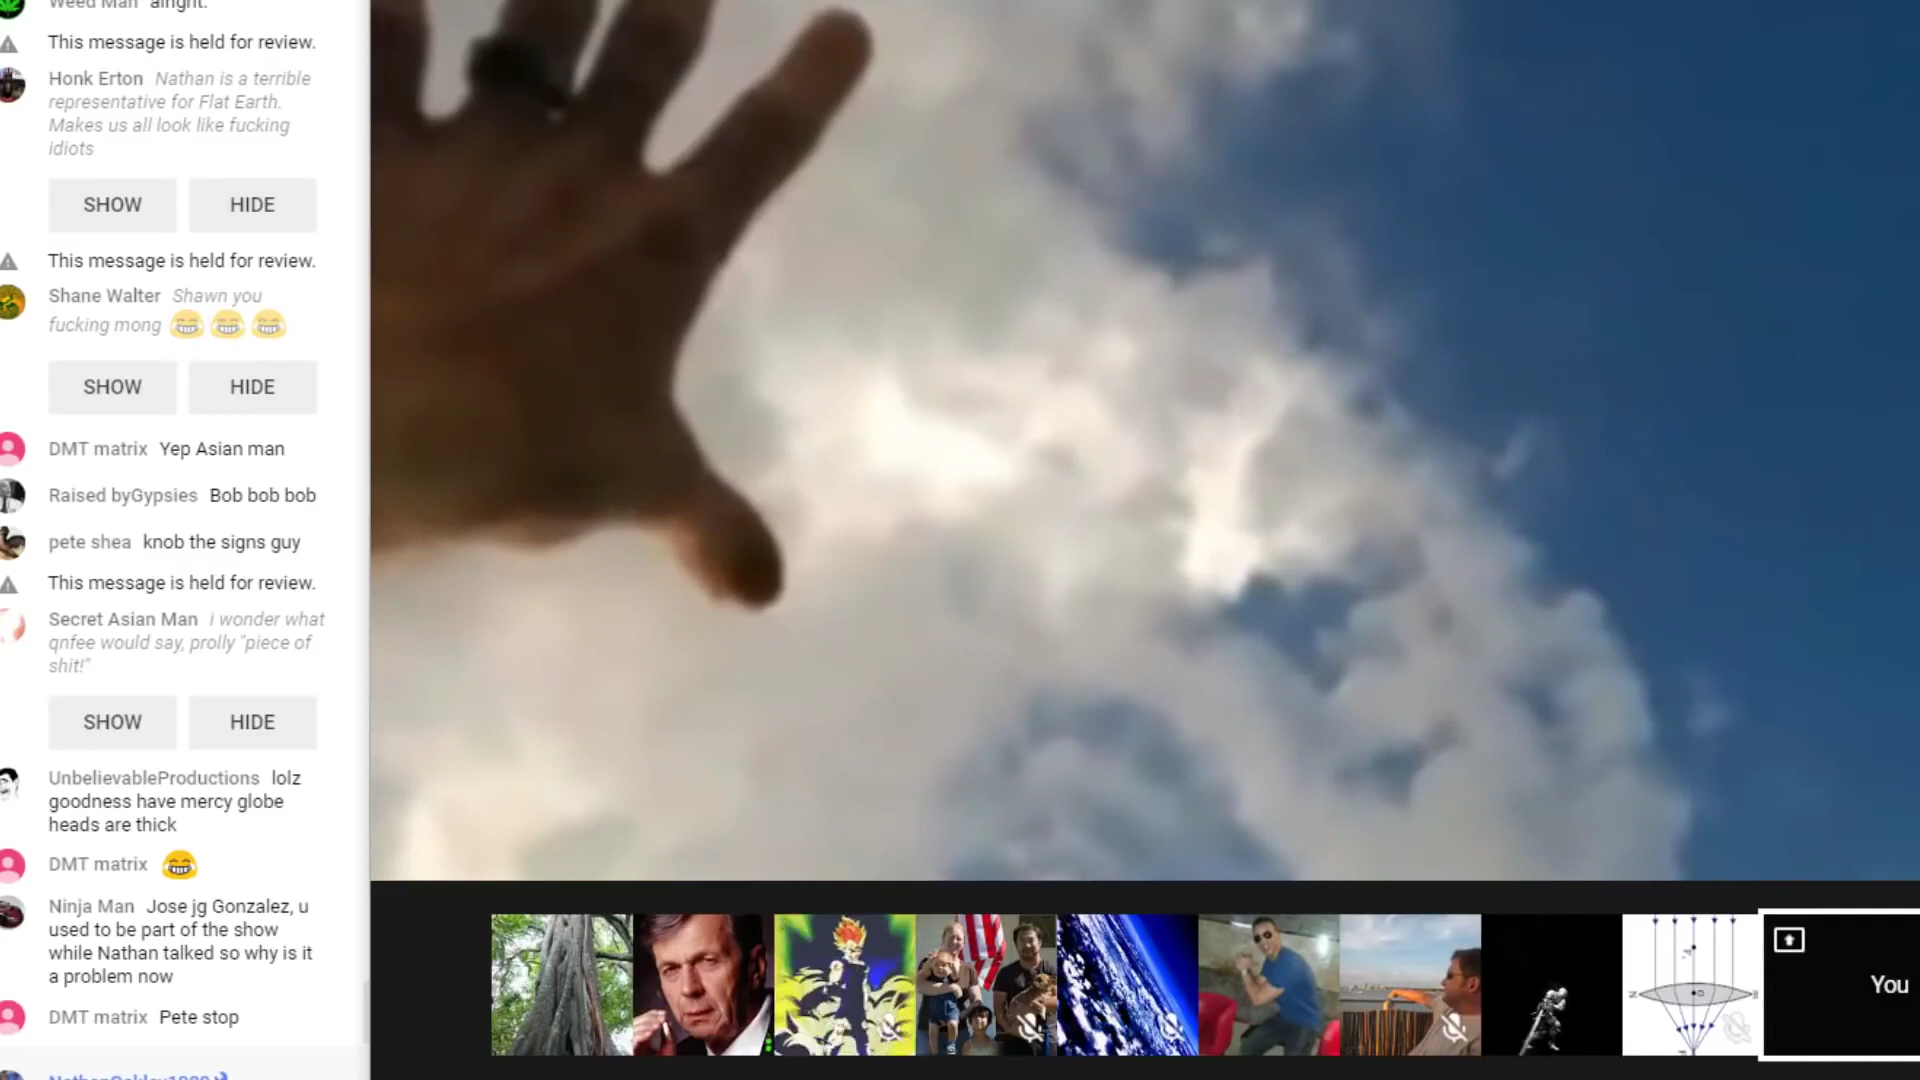 Weed Man alright.
This message is held for review.
Honk Erton Nathan is a terrible
representative for Flat Earth.
Makes us all look like fucking
idiots
SHOW HIDE
This message is held for review.
Shane Walter Shawn you
fucking mong 😂😂😂
SHOW HIDE
DMT matrix Yep Asian man
Raised byGypsies Bob bob bob
pete shea knob the signs guy
This message is held for review.
Secret Asian Man i wonder what
qnfee would say, prolly "piece of
shit!"
SHOW HIDE
UnbelievableProductions lolz
goodness have mercy globe
heads are thick
DMT matrix 😂
Ninja Man Jose jg Gonzalez, u
used to be part of the show
while Nathan talked so why is it
a problem now
DMT matrix Pete stop
NathanOakley1980
You